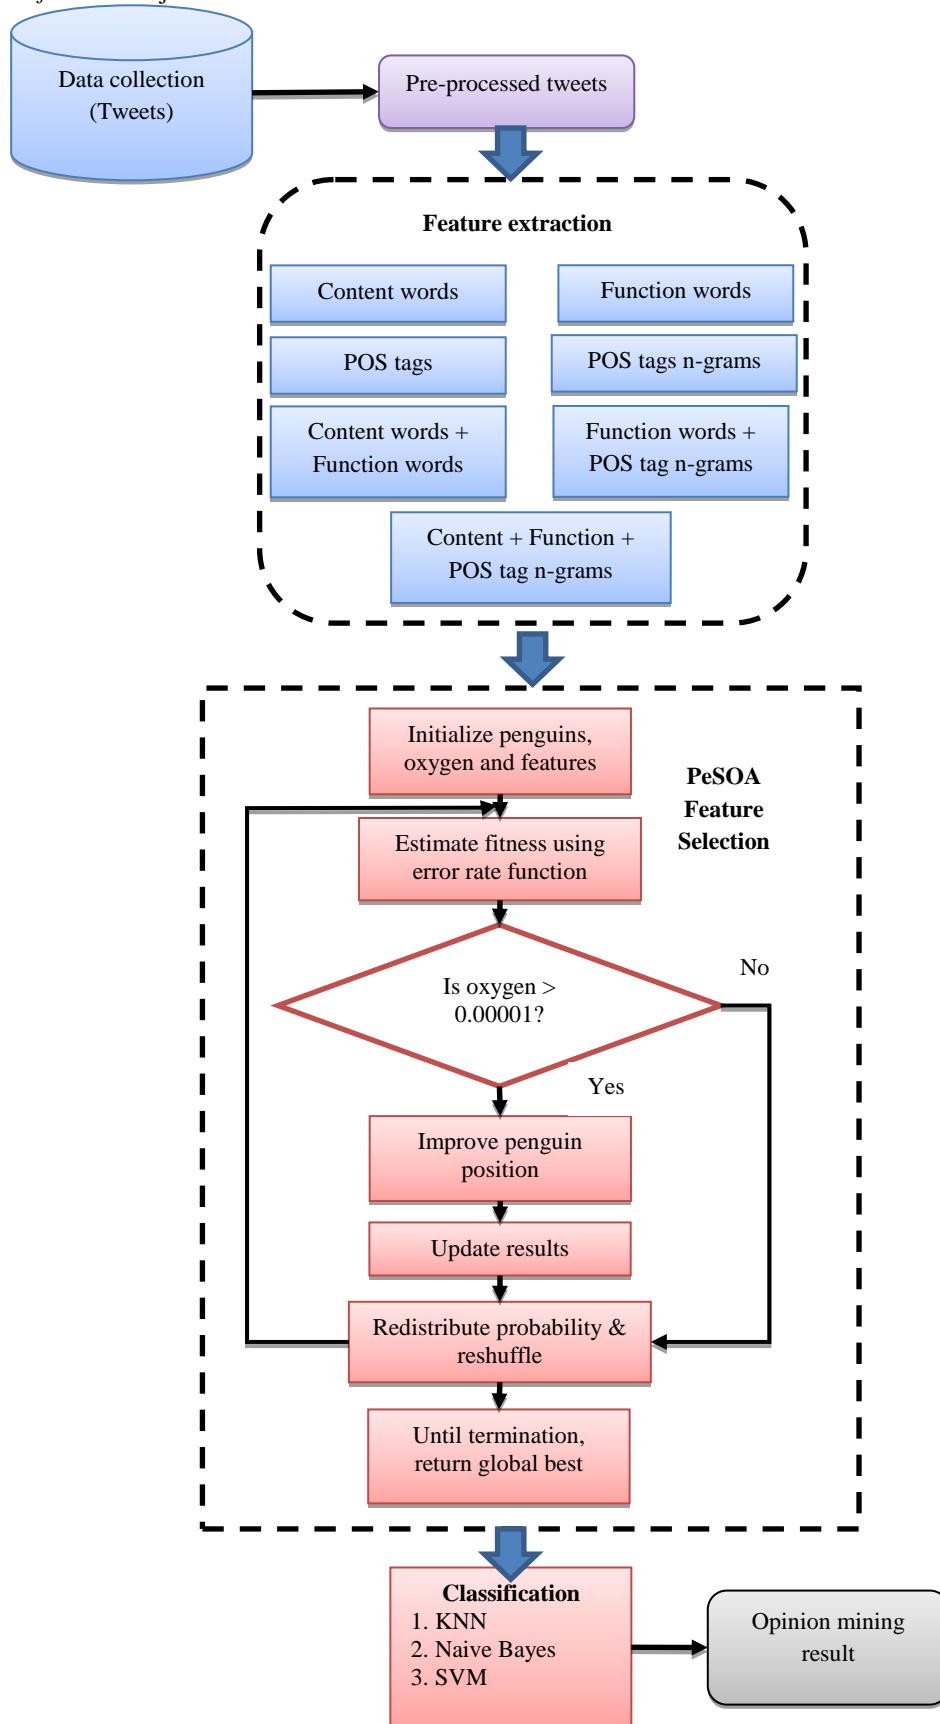 Data collection
(Tweets)
Pre-processed tweets
Feature extraction
Content words
Function words
POS tags
POS tags n-grams
Content words +
Function words
Function words +
POS tag n-grams
Content + Function +
POS tag n-grams
Initialize penguins,
oxygen and features
PeSOA
Feature
Selection
Estimate fitness using
error rate function
No
Is oxygen >
0.00001?
Yes
Improve penguin
position
Update results
Redistribute probability &
reshuffle
Until termination,
return global best
Classification
1. KNN
2. Naive Bayes
3. SVM
Opinion mining
result